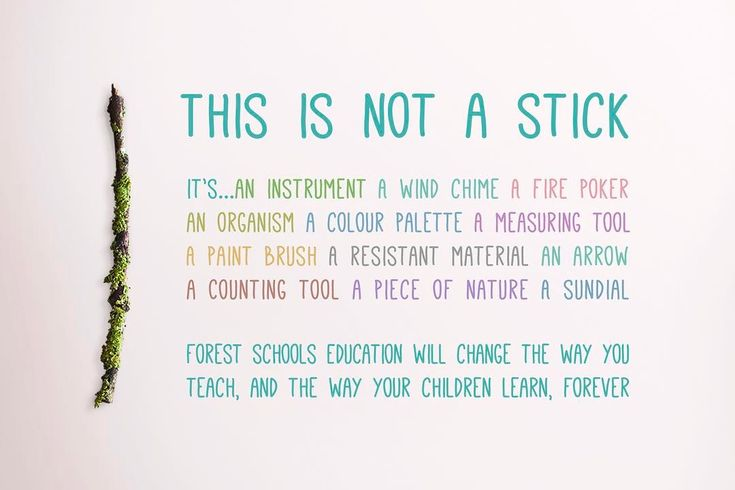 THIS IS NOT A STICK
IT'S...AN INSTRUMENT A WIND CHIME A FIRE POKER
AN ORGANISM A COLOUR PALETTE A MEASURING TOOL
A PAINT BRUSH A RESISTANT MATERIAL AN ARROW
A COUNTING TOOL A PIECE OF NATURE A SUNDIAL
FOREST SCHOOLS EDUCATION WILL CHANGE THE WAY YOU
TEACH, AND THE WAY YOUR CHILDREN LEARN, FOREVER